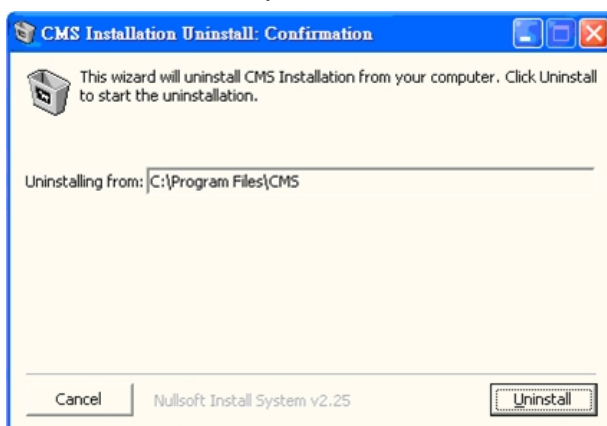 CMS Installation Uninstall: Confirmation
This wizard will uninstall CMS Installation from your computer. Click Uninstall
to start the uninstallation.
Uninstalling from: C:\Program Files\CMS
Cancel
Nullsoft Install System v2.25
Uninstall